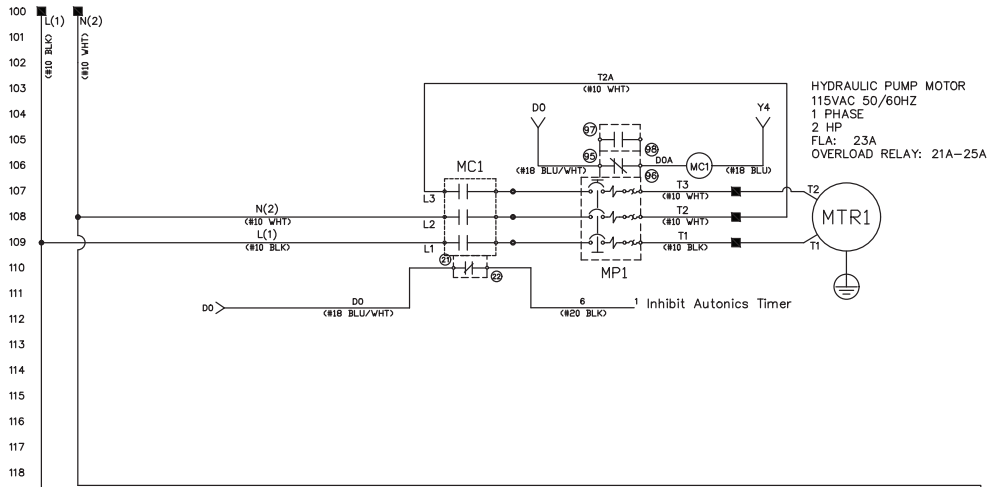 100
L(1)
N(2)
101
(#10 BLK)
(#10 WHT)
102
103
T2A
(#10 WHT)
HYDRAULIC PUMP MOTOR
115VAC 50/60HZ
1 PHASE
2 HP
FLA: 23A
OVERLOAD RELAY: 21A-25A
104
D0
Y4
105
97
98
106
95
96
D0A
MC1
(#18 BLU/WHT)
(#18 BLU)
MC1
107
L3
T3
(#10 WHT)
T2
108
N(2)
(#10 WHT)
L2
T2
(#10 WHT)
MTR1
109
L(1)
(#10 BLK)
L1
T1
(#10 BLK)
T1
MP1
110
21
22
111
D0
D0
(#18 BLU/WHT)
6
(#20 BLK)
1
Inhibit Autonics Timer
112
113
114
115
116
117
118